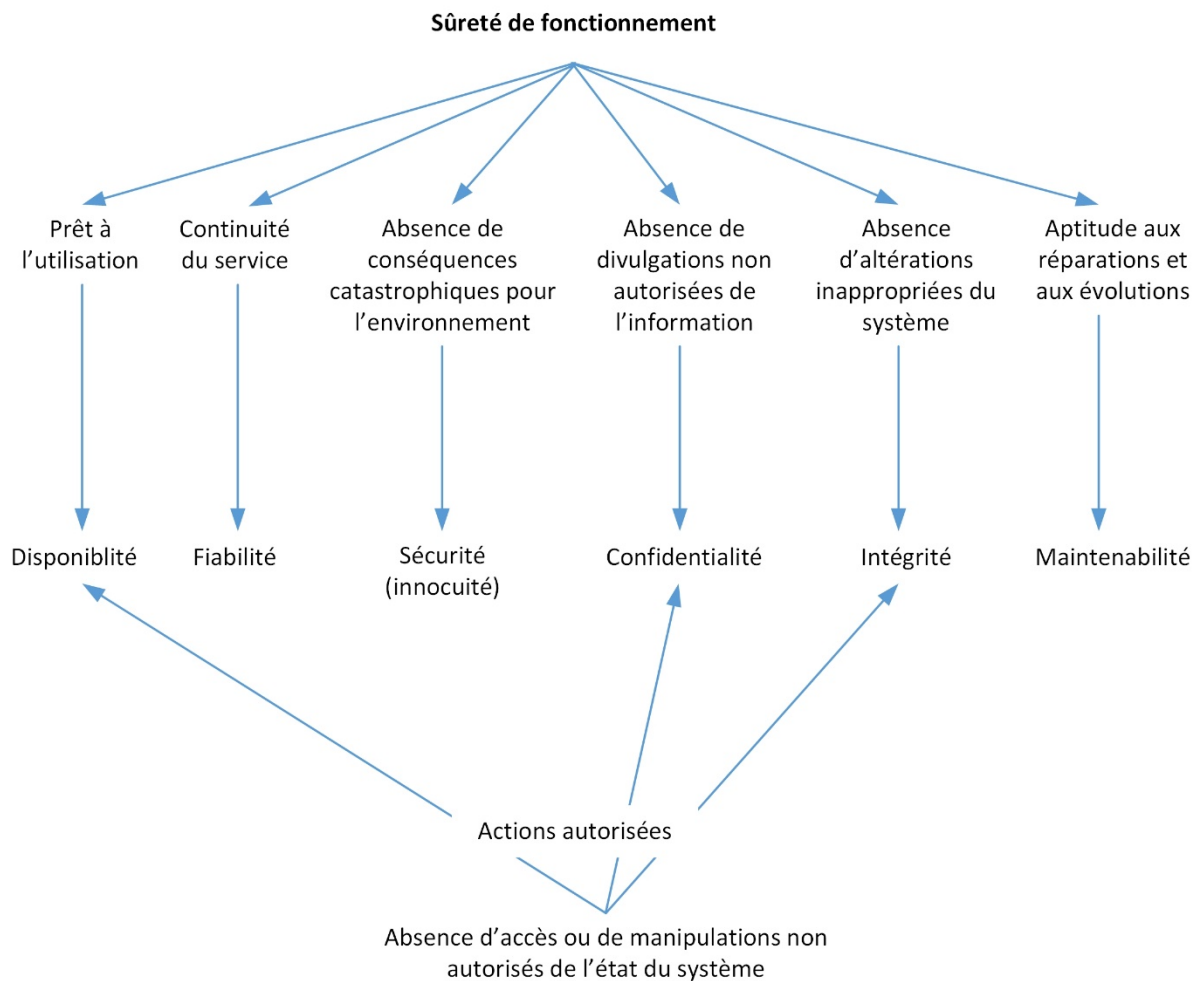 Sûreté de fonctionnement
Prêt à
l’utilisation
Continuité
du service
Absence de
conséquences
catastrophiques pour
l’environnement
Absence de
divulgations non
autorisées de
l’information
Absence
d’altérations
inappropriées du
système
Aptitude aux
réparations et
aux évolutions
Disponiblité
Fiabilité
Sécurité
(innocuité)
Confidentialité
Intégrité
Maintenabilité
Actions autorisées
Absence d’accès ou de manipulations non
autorisés de l’état du système